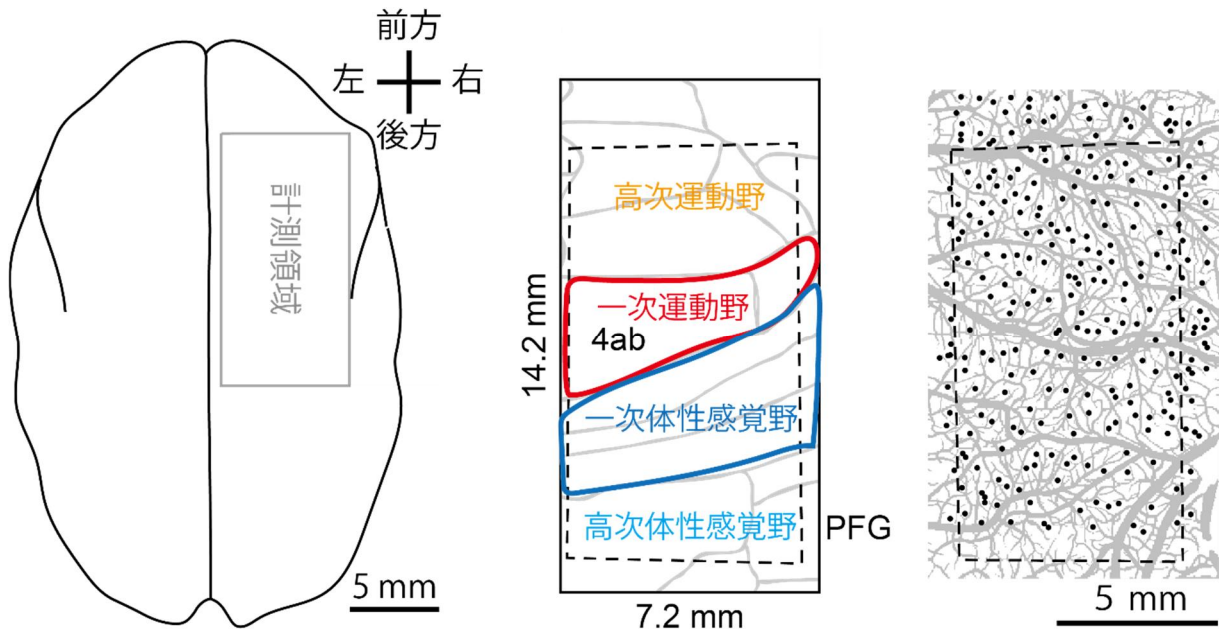 前方
左
右
後方
計測領域
5 mm
14.2 mm
高次運動野
一次運動野
4ab
一次体性感覚野
高次体性感覚野
PFG
7.2 mm
5 mm